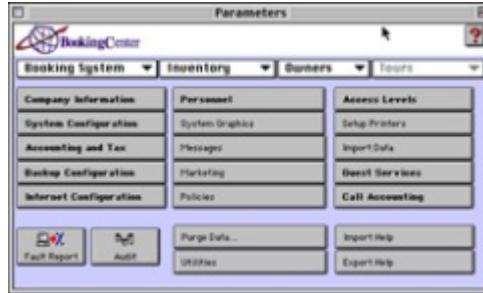 Parameters
BookingCenter
Booking System Inventory Owners Tours
Company Information Personnel Access Levels
System Configuration System Graphics Setup Printers
Accounting and Tax Messages Import Data
Backup Configuration Marketing Guest Services
Internet Configuration Policies Call Accounting
Purge Data... Import Help
Fault Report Audit Utilities Export Help
?